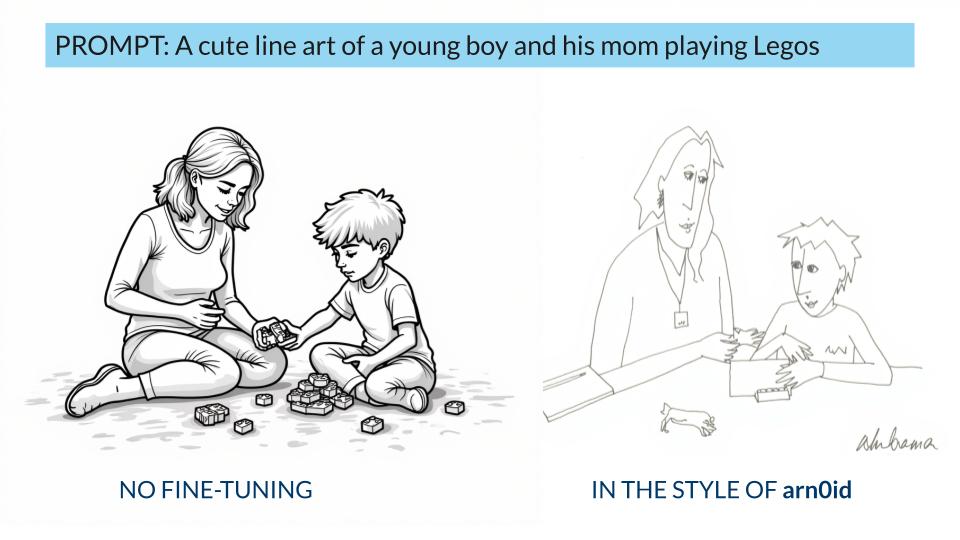 PROMPT: A cute line art of a young boy and his mom playing Legos
NO FINE-TUNING
IN THE STYLE OF arn0id